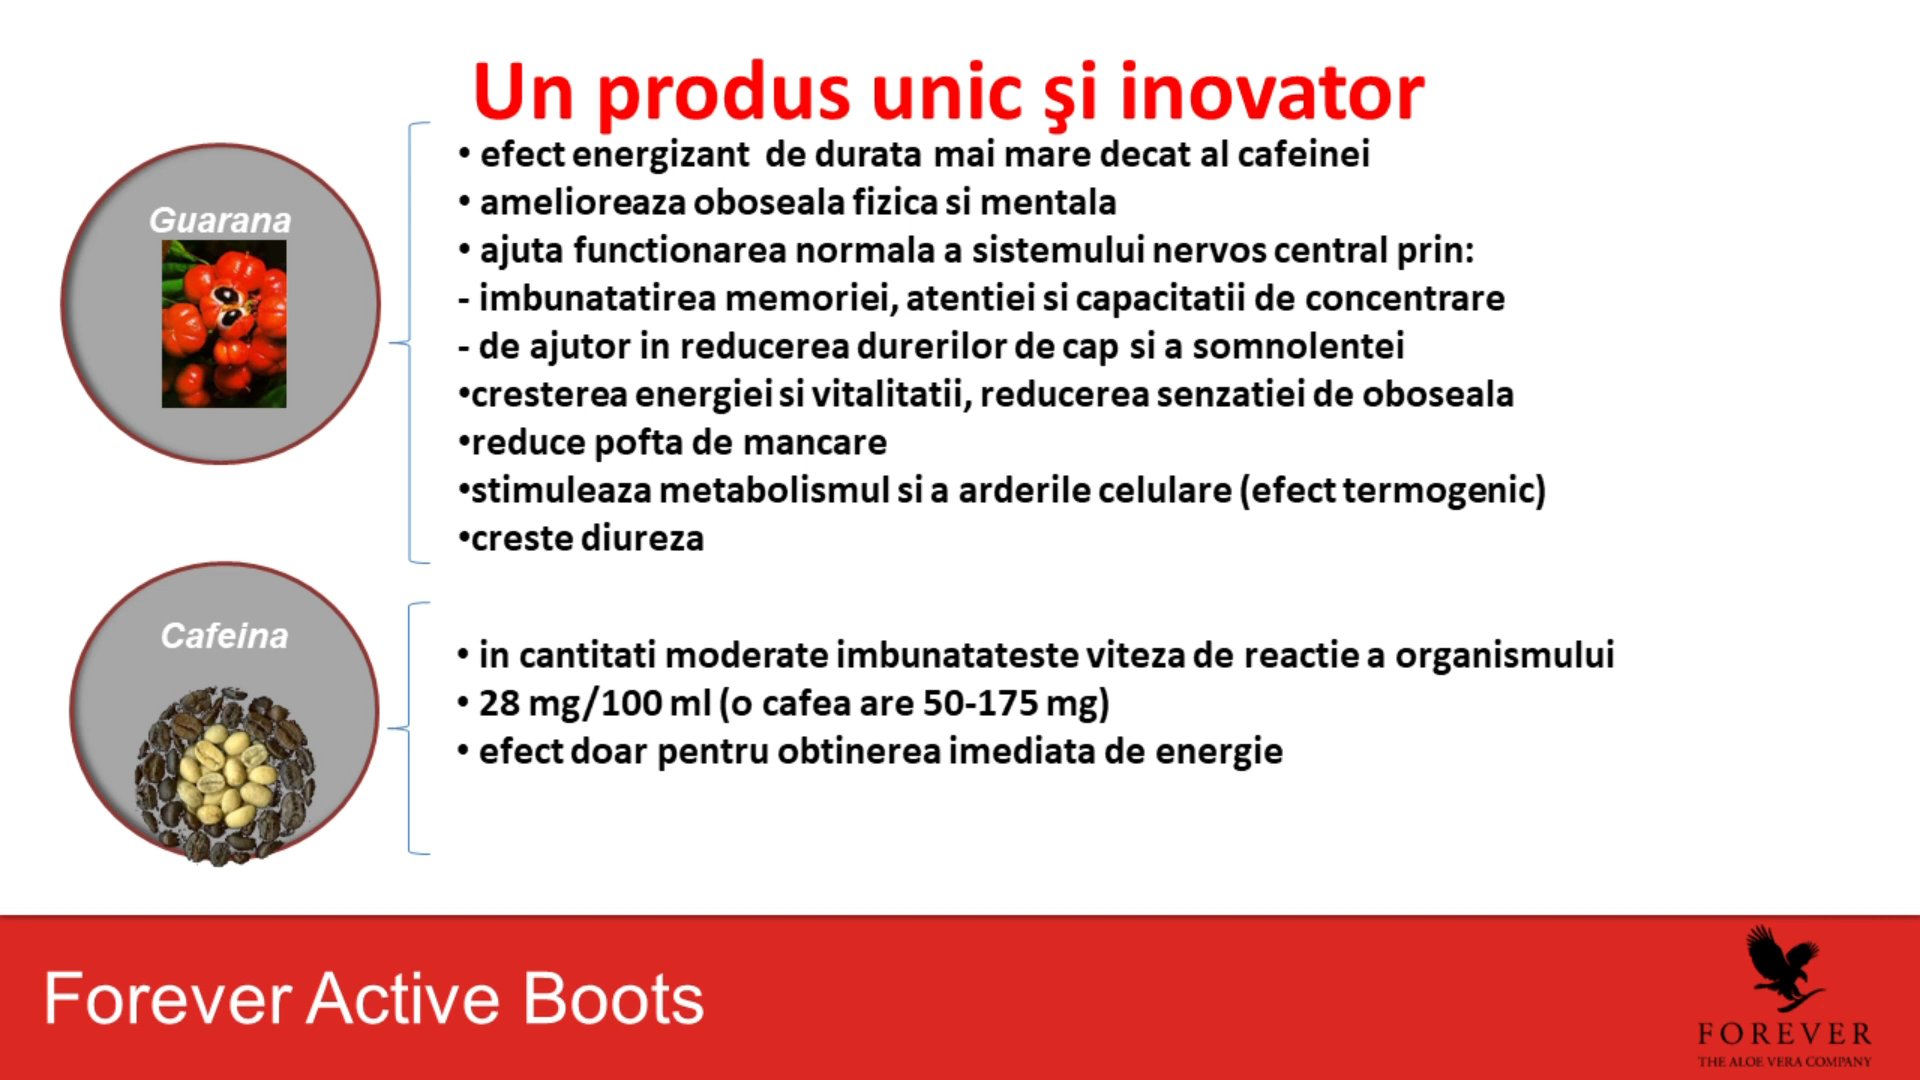 Un produs unic şi inovator
Guarana
• efect energizant de durata mai mare decat al cafeinei
• amelioreaza oboseala fizica si mentala
• ajuta functionarea normala a sistemului nervos central prin:
- imbunatatirea memoriei, atentiei si capacitatii de concentrare
- de ajutor in reducerea durerilor de cap si a somnolentei
•cresterea energiei si vitalitatii, reducerea senzatiei de oboseala
•reduce pofta de mancare
•stimuleaza metabolismul si a arderile celulare (efect termogenic)
•creste diureza
Cafeina
• in cantitati moderate imbunatateste viteza de reactie a organismului
• 28 mg/100 ml (o cafea are 50-175 mg)
• efect doar pentru obtinerea imediata de energie
Forever Active Boots
FOREVER
THE ALOE VERA COMPANY